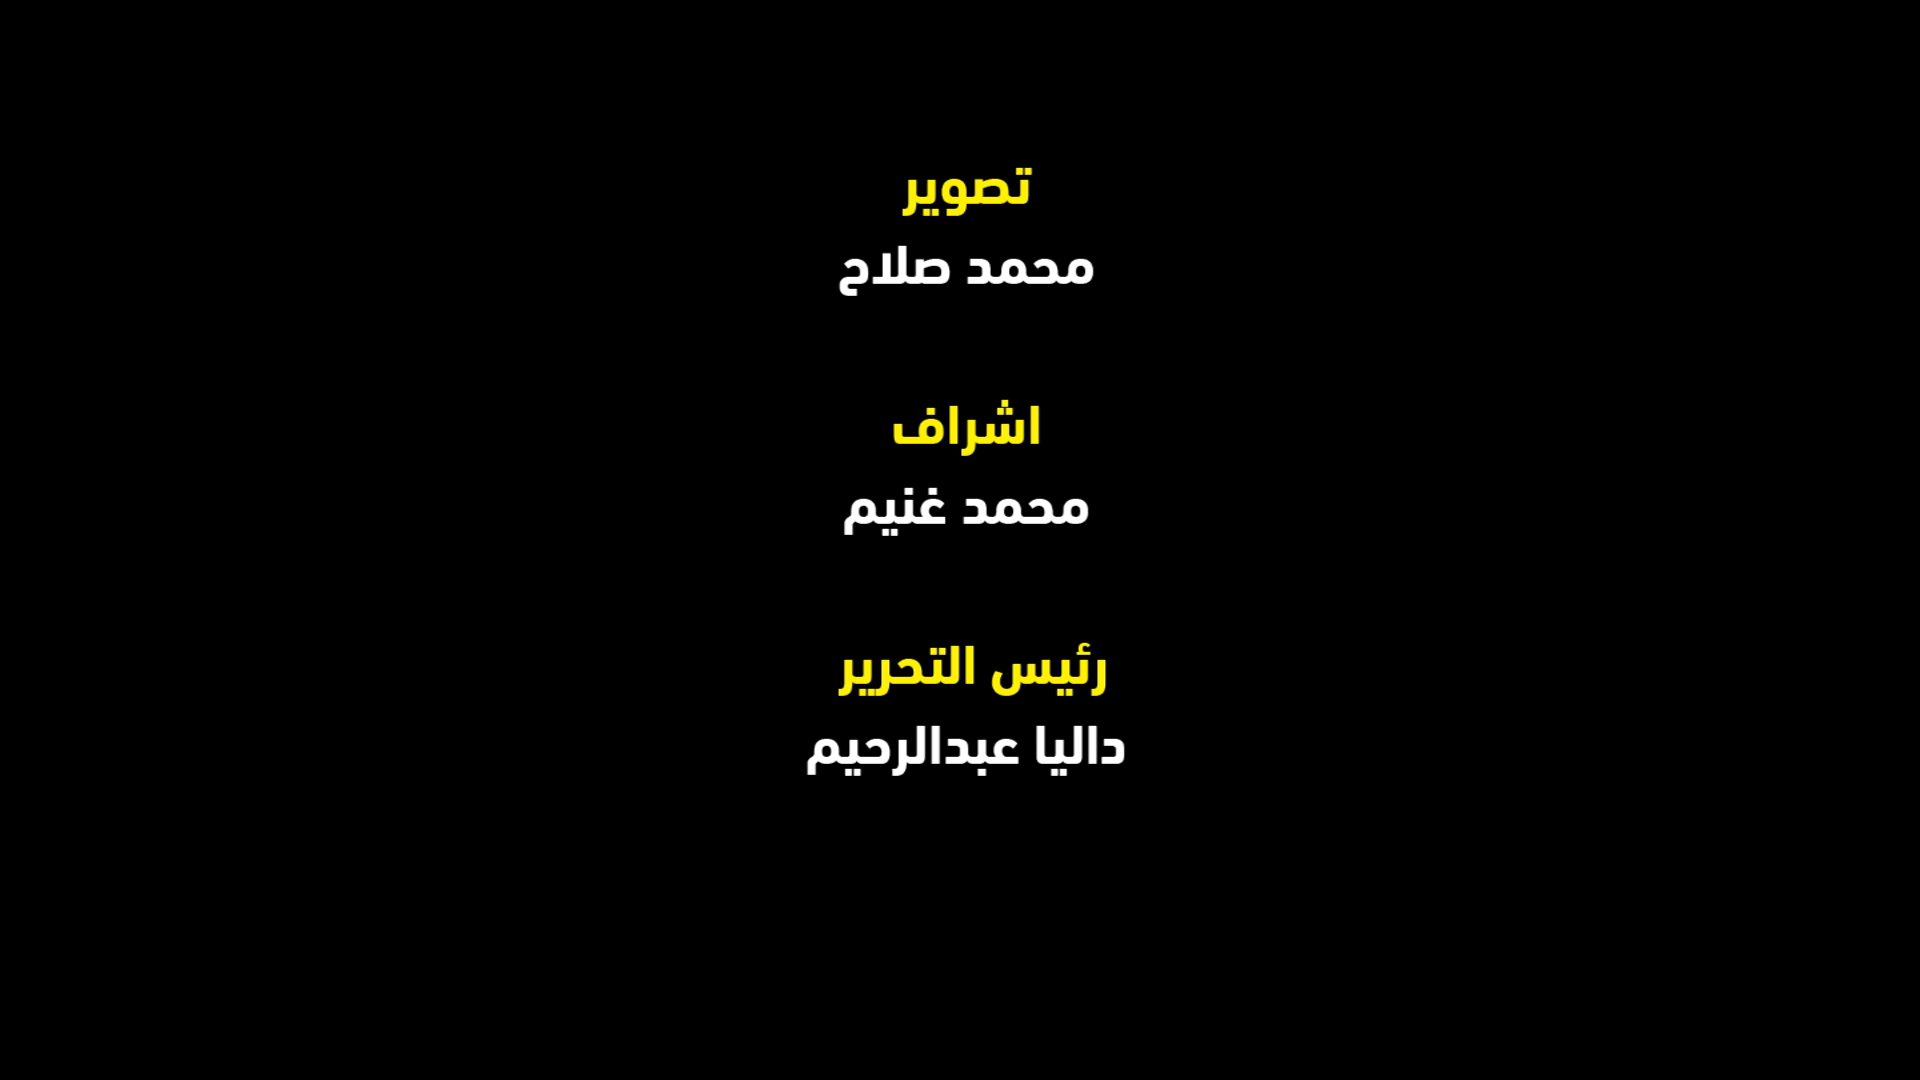 تصوير
محمد صلاح
اشراف
محمد غنيم
رئيس التحرير
داليا عبدالرحيم